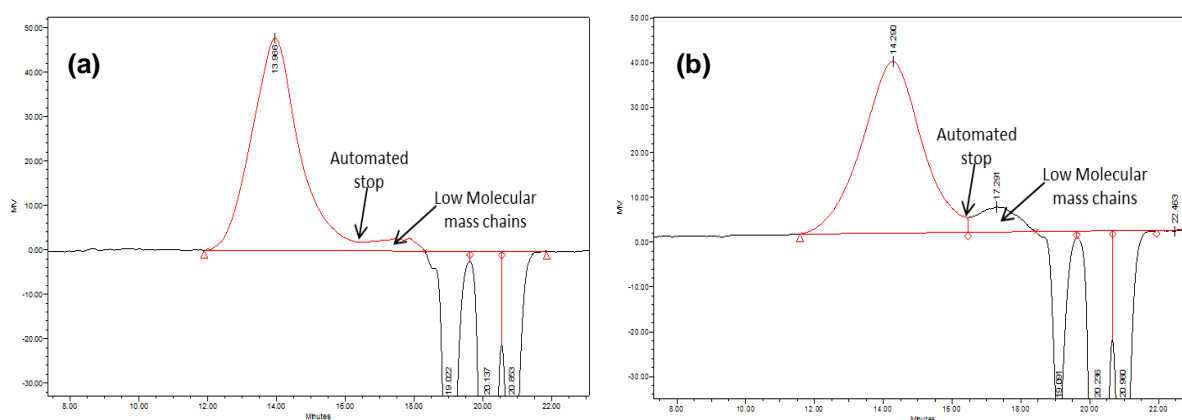 (a)
13.966
Automated
stop
Low Molecular
mass chains
MV
50.00
40.00
30.00
20.00
10.00
0.00
-10.00
-20.00
-30.00
19.022
20.137
20.853
8.00 10.00 12.00 14.00 16.00 18.00 20.00 22.00
Minutes
(b)
14.290
Automated
stop
17.291
Low Molecular
mass chains
22.463
MV
50.00
40.00
30.00
20.00
10.00
0.00
-10.00
-20.00
-30.00
19.091
20.236
20.960
8.00 10.00 12.00 14.00 16.00 18.00 20.00 22.00
Minutes